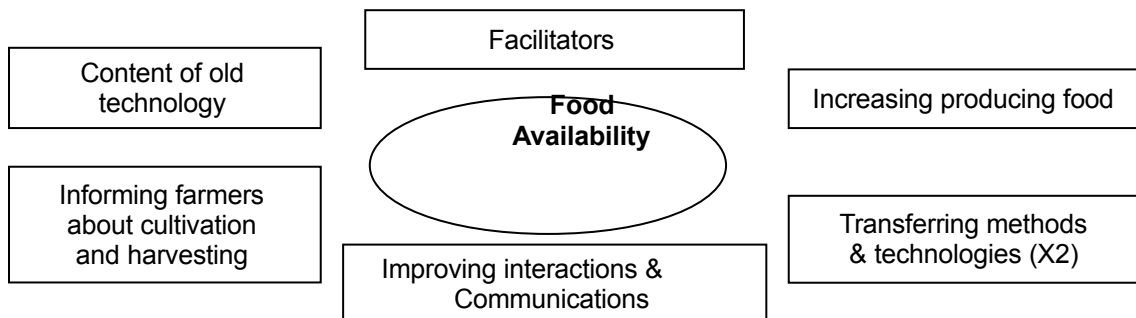 Facilitators
Content of old
technology
Food
Availability
Increasing producing food
Informing farmers
about cultivation
and harvesting
Transferring methods
& technologies (X2)
Improving interactions &
Communications